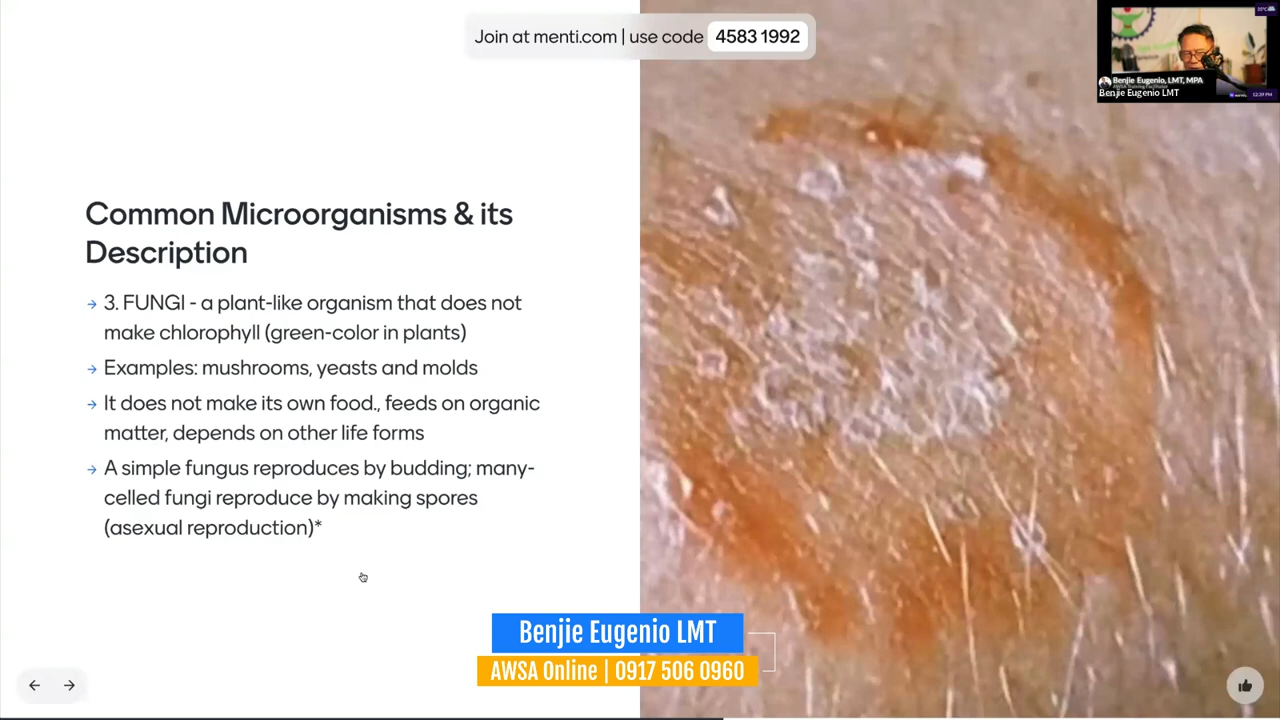 Join at menti.com | use code 4583 1992
Benjie Eugenio, LMT, MPA
Benjie Eugenio LMT
12:39 PM
Common Microorganisms & its
Description
→ 3. FUNGI - a plant-like organism that does not
make chlorophyll (green-color in plants)
→ Examples: mushrooms, yeasts and molds
→ It does not make its own food., feeds on organic
matter, depends on other life forms
→ A simple fungus reproduces by budding; many-
celled fungi reproduce by making spores
(asexual reproduction)*
Benjie Eugenio LMT
AWSA Online | 0917 506 0960